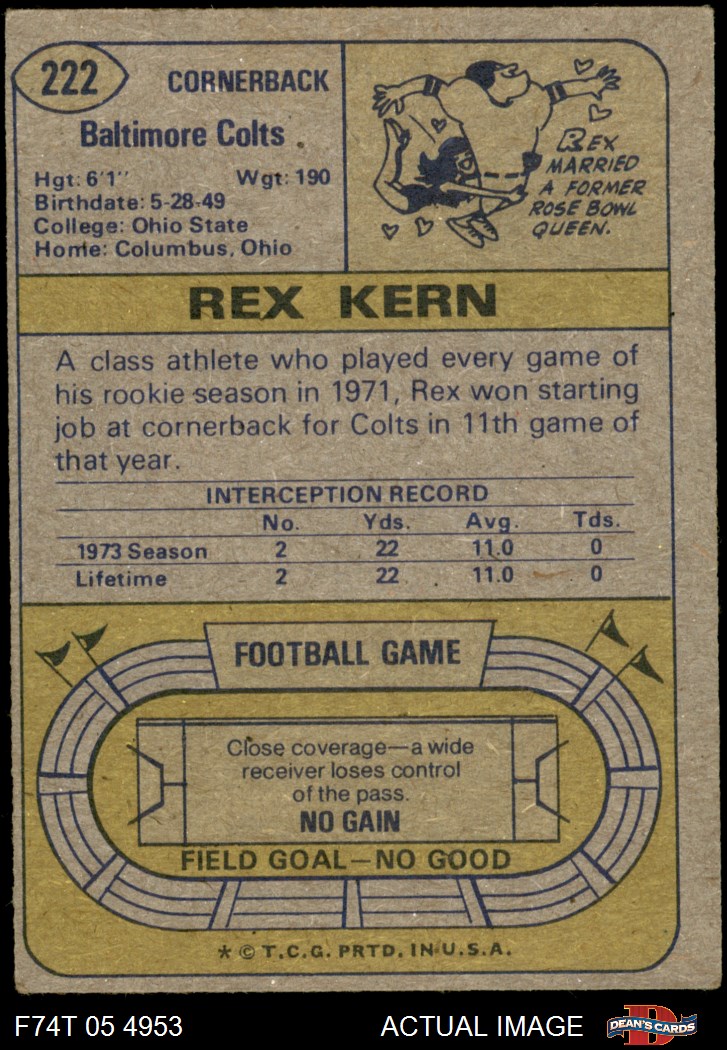 222
CORNERBACK
Baltimore Colts
Hgt: 6'1"  Wgt: 190
Birthdate: 5-28-49
College: Ohio State
Home: Columbus, Ohio
REX
MARRIED
A FORMER
ROSE BOWL
QUEEN.
REX KERN
A class athlete who played every game of
his rookie season in 1971, Rex won starting
job at cornerback for Colts in 11th game of
that year.
INTERCEPTION RECORD
No. Yds. Avg. Tds.
1973 Season 2 22 11.0 0
Lifetime 2 22 11.0 0
FOOTBALL GAME
Close coverage—a wide
receiver loses control
of the pass.
NO GAIN
FIELD GOAL—NO GOOD
* © T.C.G. PRTD. IN U.S.A.
F74T 05 4953 ACTUAL IMAGE D DEAN'S CARDS